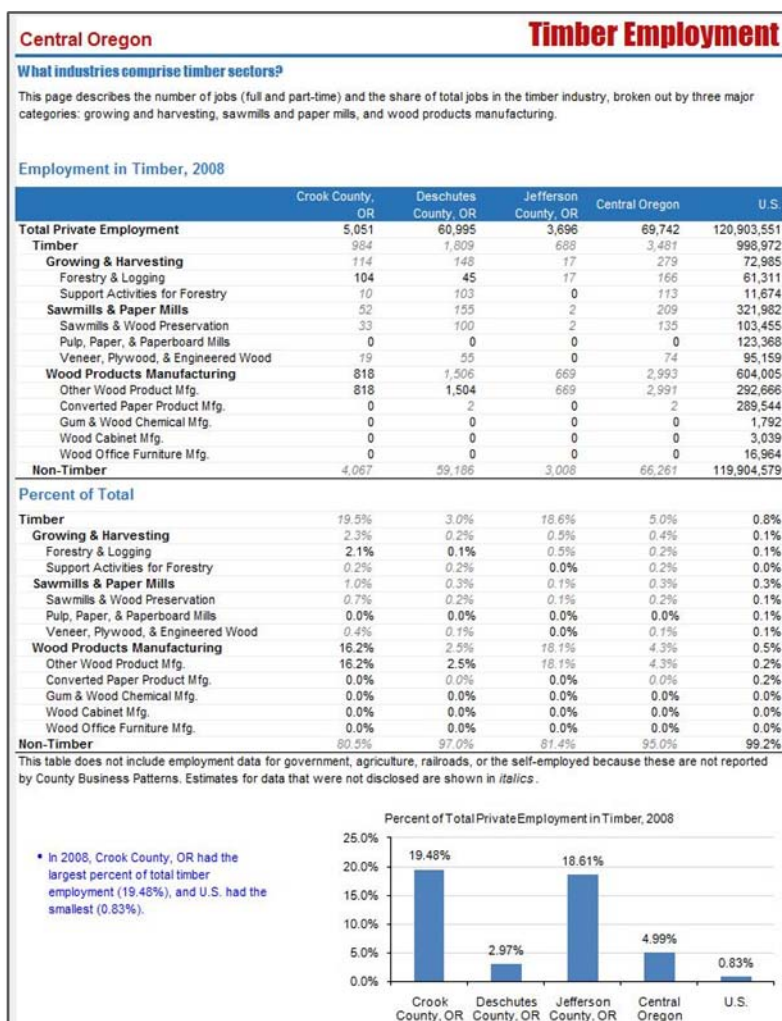 Central Oregon Timber Employment
What industries comprise timber sectors?
This page describes the number of jobs (full and part-time) and the share of total jobs in the timber industry, broken out by three major
categories: growing and harvesting, sawmills and paper mills, and wood products manufacturing.
Employment in Timber, 2008
Crook County, OR Deschutes County, OR Jefferson County, OR Central Oregon U.S.
Total Private Employment 5,051 60,995 3,696 69,742 120,903,551
Timber 984 1,809 688 3,481 998,972
Growing & Harvesting 114 148 17 279 72,985
Forestry & Logging 104 45 17 166 61,311
Support Activities for Forestry 10 103 0 113 11,674
Sawmills & Paper Mills 52 155 2 209 321,982
Sawmills & Wood Preservation 33 100 2 135 103,455
Pulp, Paper, & Paperboard Mills 0 0 0 0 123,368
Veneer, Plywood, & Engineered Wood 19 55 0 74 95,159
Wood Products Manufacturing 818 1,506 669 2,993 604,005
Other Wood Product Mfg. 818 1,504 669 2,991 292,666
Converted Paper Product Mfg. 0 2 0 2 289,544
Gum & Wood Chemical Mfg. 0 0 0 0 1,792
Wood Cabinet Mfg. 0 0 0 0 3,039
Wood Office Furniture Mfg. 0 0 0 0 16,964
Non-Timber 4,067 59,186 3,008 66,261 119,904,579
Percent of Total
Timber 19.5% 3.0% 18.6% 5.0% 0.8%
Growing & Harvesting 2.3% 0.2% 0.5% 0.4% 0.1%
Forestry & Logging 2.1% 0.1% 0.5% 0.2% 0.1%
Support Activities for Forestry 0.2% 0.2% 0.0% 0.2% 0.0%
Sawmills & Paper Mills 1.0% 0.3% 0.1% 0.3% 0.3%
Sawmills & Wood Preservation 0.7% 0.2% 0.1% 0.2% 0.1%
Pulp, Paper, & Paperboard Mills 0.0% 0.0% 0.0% 0.0% 0.1%
Veneer, Plywood, & Engineered Wood 0.4% 0.1% 0.0% 0.1% 0.1%
Wood Products Manufacturing 16.2% 2.5% 18.1% 4.3% 0.5%
Other Wood Product Mfg. 16.2% 2.5% 18.1% 4.3% 0.2%
Converted Paper Product Mfg. 0.0% 0.0% 0.0% 0.0% 0.2%
Gum & Wood Chemical Mfg. 0.0% 0.0% 0.0% 0.0% 0.0%
Wood Cabinet Mfg. 0.0% 0.0% 0.0% 0.0% 0.0%
Wood Office Furniture Mfg. 0.0% 0.0% 0.0% 0.0% 0.0%
Non-Timber 80.5% 97.0% 81.4% 95.0% 99.2%
This table does not include employment data for government, agriculture, railroads, or the self-employed because these are not reported
by County Business Patterns. Estimates for data that were not disclosed are shown in italics.
• In 2008, Crook County, OR had the
largest percent of total timber
employment (19.48%), and U.S. had the
smallest (0.83%).
Percent of Total Private Employment in Timber, 2008
25.0%
20.0%
15.0%
10.0%
5.0%
0.0%
19.48%
2.97%
18.61%
4.99%
0.83%
Crook County, OR
Deschutes County, OR
Jefferson County, OR
Central Oregon
U.S.